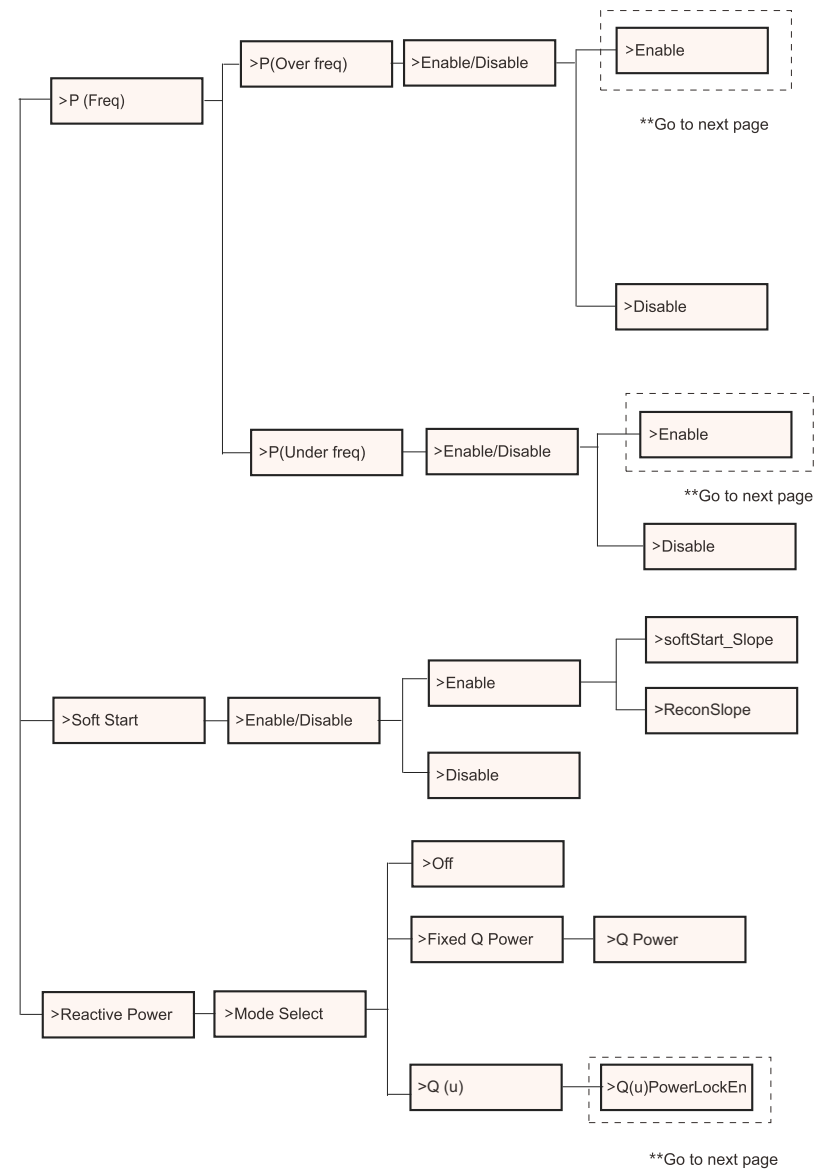 >P (Freq)
>P(Over freq)
>Enable/Disable
>Enable
**Go to next page
>Disable
>P(Under freq)
>Enable/Disable
>Enable
**Go to next page
>Disable
>Soft Start
>Enable/Disable
>Enable
>softStart_Slope
>ReconSlope
>Disable
>Reactive Power
>Mode Select
>Off
>Fixed Q Power
>Q Power
>Q (u)
>Q(u)PowerLockEn
**Go to next page